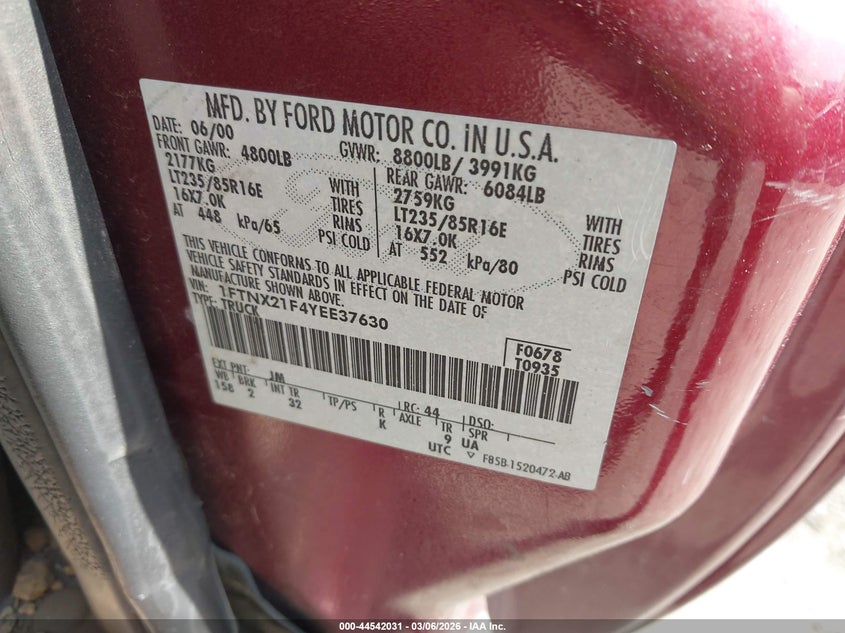 MFD. BY FORD MOTOR CO. iN U.S.A.
DATE: 06/00 GVWR: 8800LB/ 3991KG
FRONT GAWR: 4800LB REAR GAWR: 6084LB
2177KG WITH 2759KG WITH
LT235/85R16E TIRES LT235/85R16E TIRES
16X7.0K RIMS 16X7.0K RIMS
AT 448 kPa/65 PSI COLD AT 552 kPa/80 PSI COLD
THIS VEHICLE CONFORMS TO ALL APPLICABLE FEDERAL MOTOR
VEHICLE SAFETY STANDARDS IN EFFECT ON THE DATE OF
MANUFACTURE SHOWN ABOVE.
VIN: 1FTNX21F4YEE37630
TYPE: TRUCK
F0678
T0935
EXT PNT: JM RC: 44 DSO:
WB BRK INT TR TP/PS R AXLE TR SPR
158 2 32 K 9 UA
UTC ▽ F85B-1520472-AB
000-44542031 — 03/06/2026 — IAA Inc.